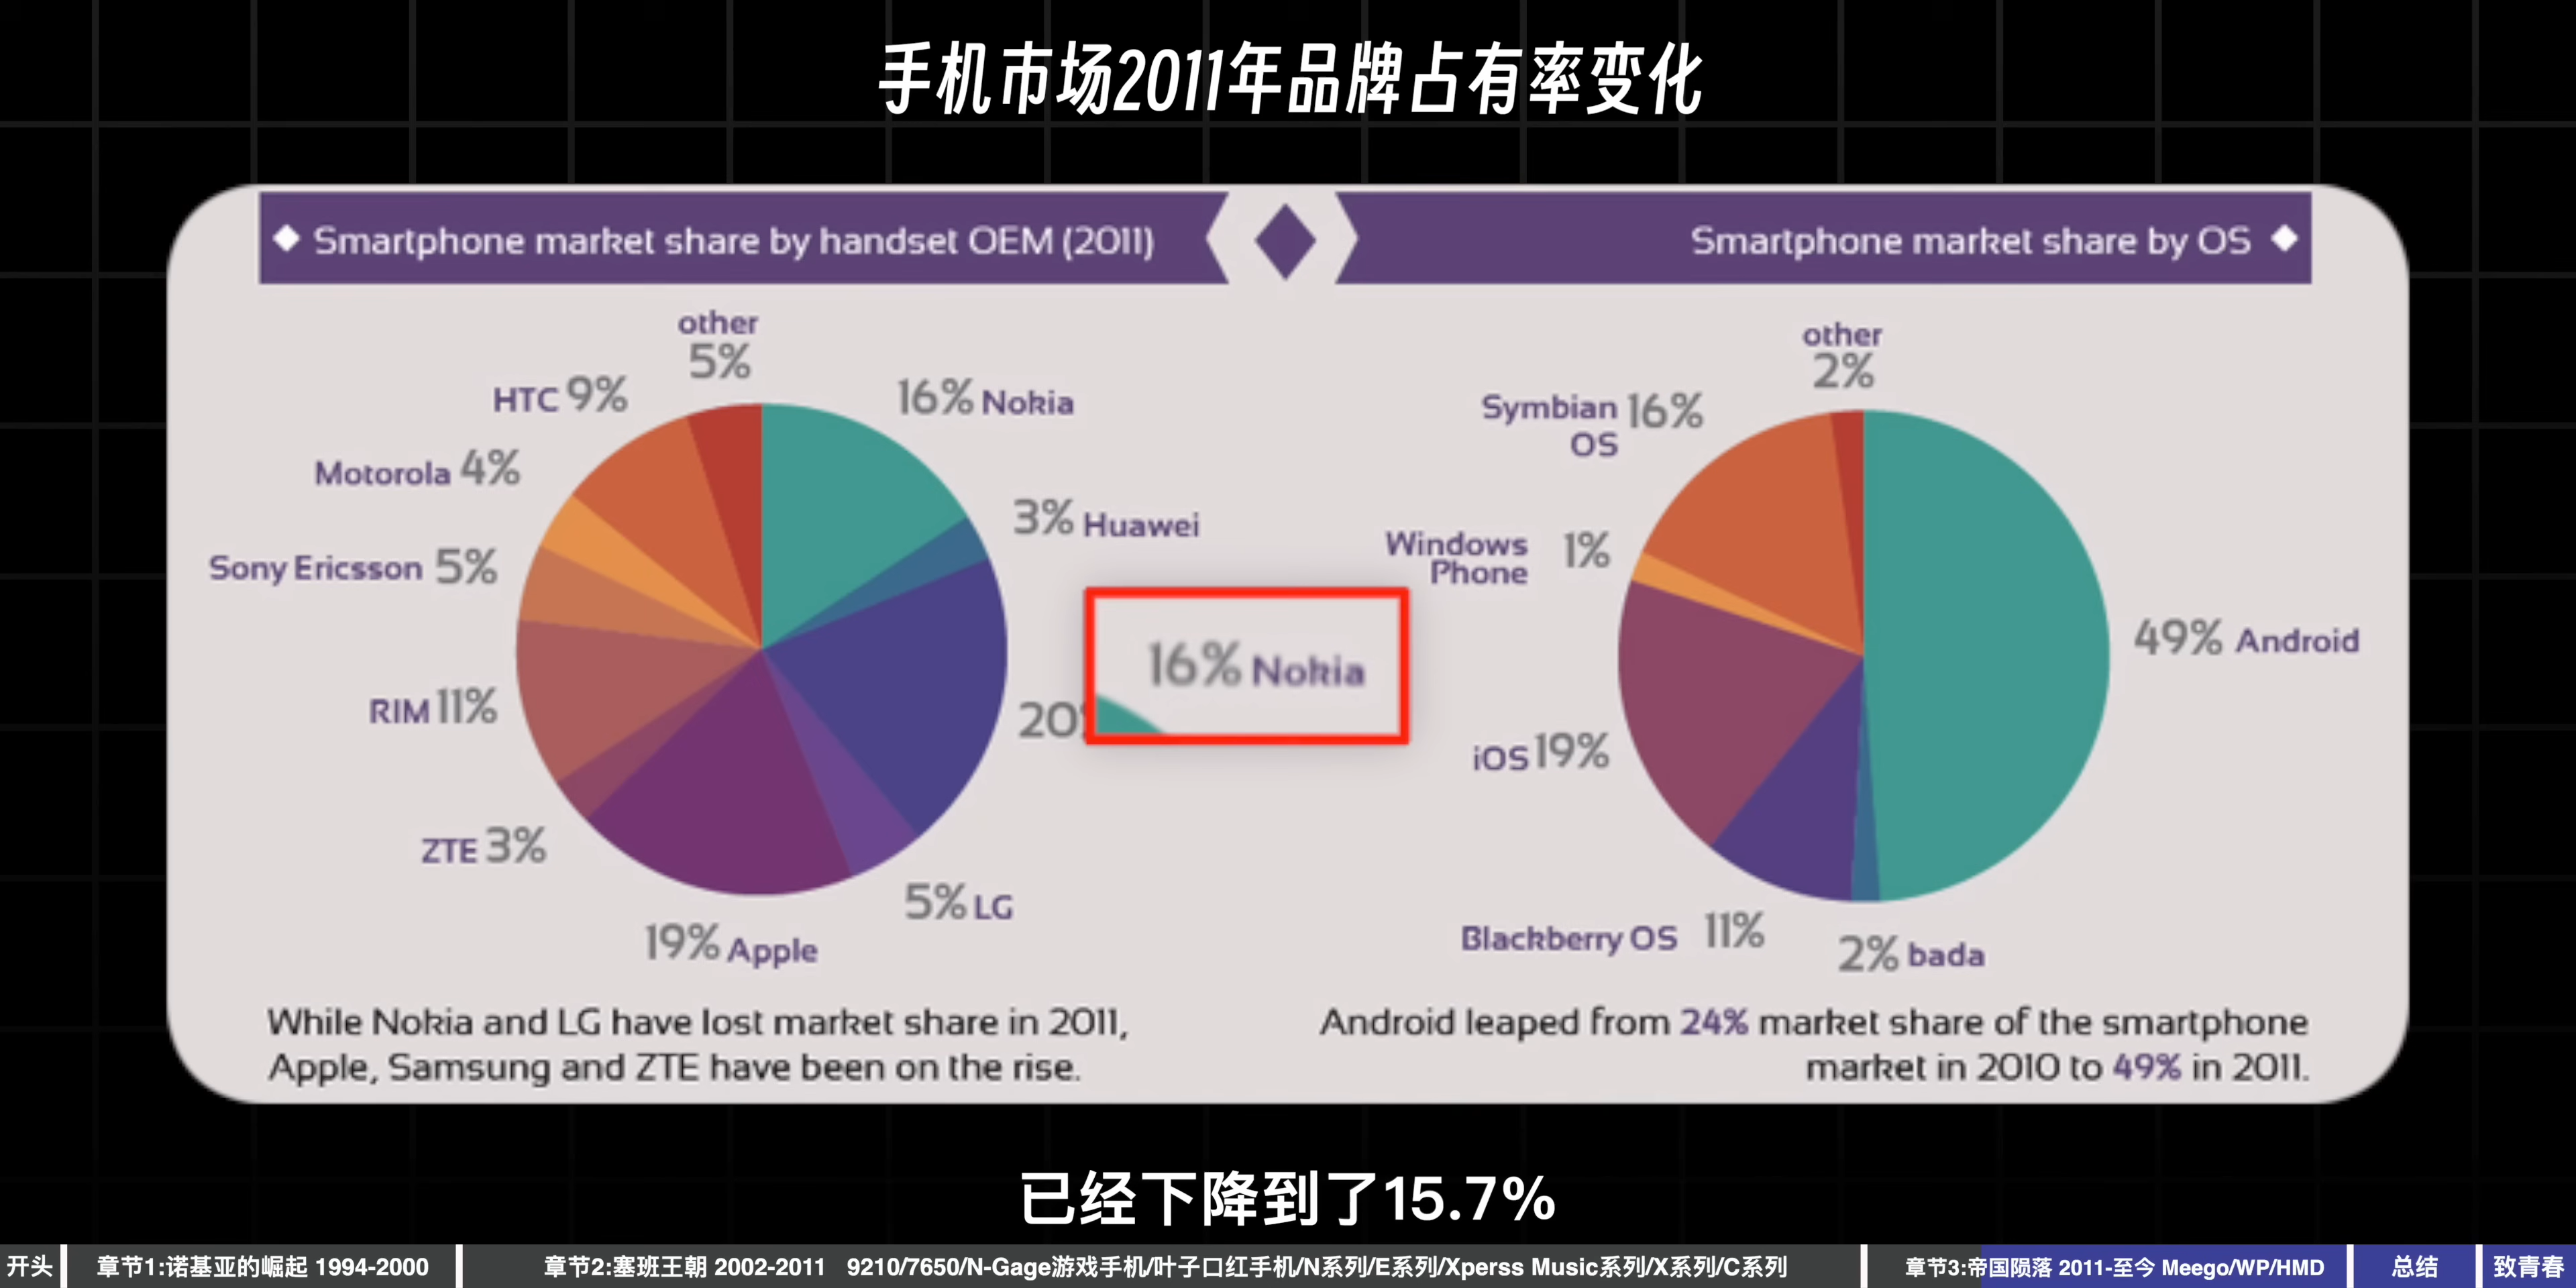 手机市场2011年品牌占有率变化
Smartphone market share by handset OEM (2011)
Smartphone market share by OS
other
5%
HTC 9%
16% Nokia
Motorola 4%
3% Huawei
Sony Ericsson 5%
RIM 11%
20
16% Nokia
ZTE 3%
5% LG
19% Apple
other
2%
Symbian 16%
OS
Windows 1%
Phone
49% Android
iOS 19%
Blackberry OS 11%
2% bada
While Nokia and LG have lost market share in 2011,
Apple, Samsung and ZTE have been on the rise.
Android leaped from 24% market share of the smartphone
market in 2010 to 49% in 2011.
已经下降到了15.7%
开头
章节1:诺基亚的崛起 1994-2000
章节2:塞班王朝 2002-2011 9210/7650/N-Gage游戏手机/叶子口红手机/N系列/E系列/Xperss Music系列/X系列/C系列
章节3:帝国陨落 2011-至今 Meego/WP/HMD
总结
致青春